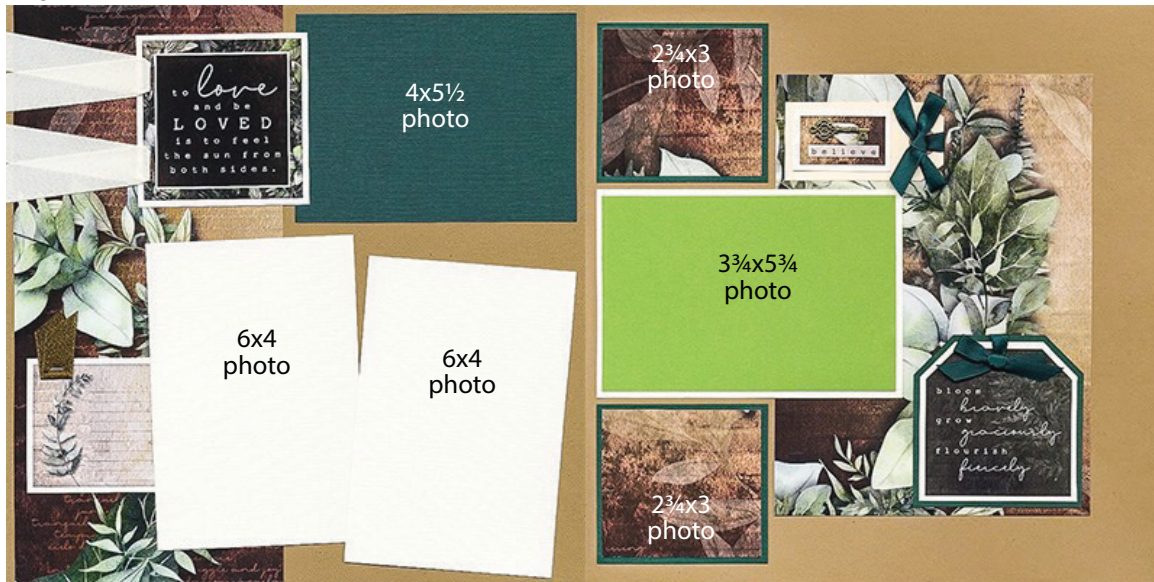 to love
and be
LOVED
is to feel
the sun from
both sides.
4x5½
photo
6x4
photo
6x4
photo
2¾x3
photo
believe
3¾x5¾
photo
2¾x3
photo
bloom
bravely
grow
graciously
flourish
fiercely